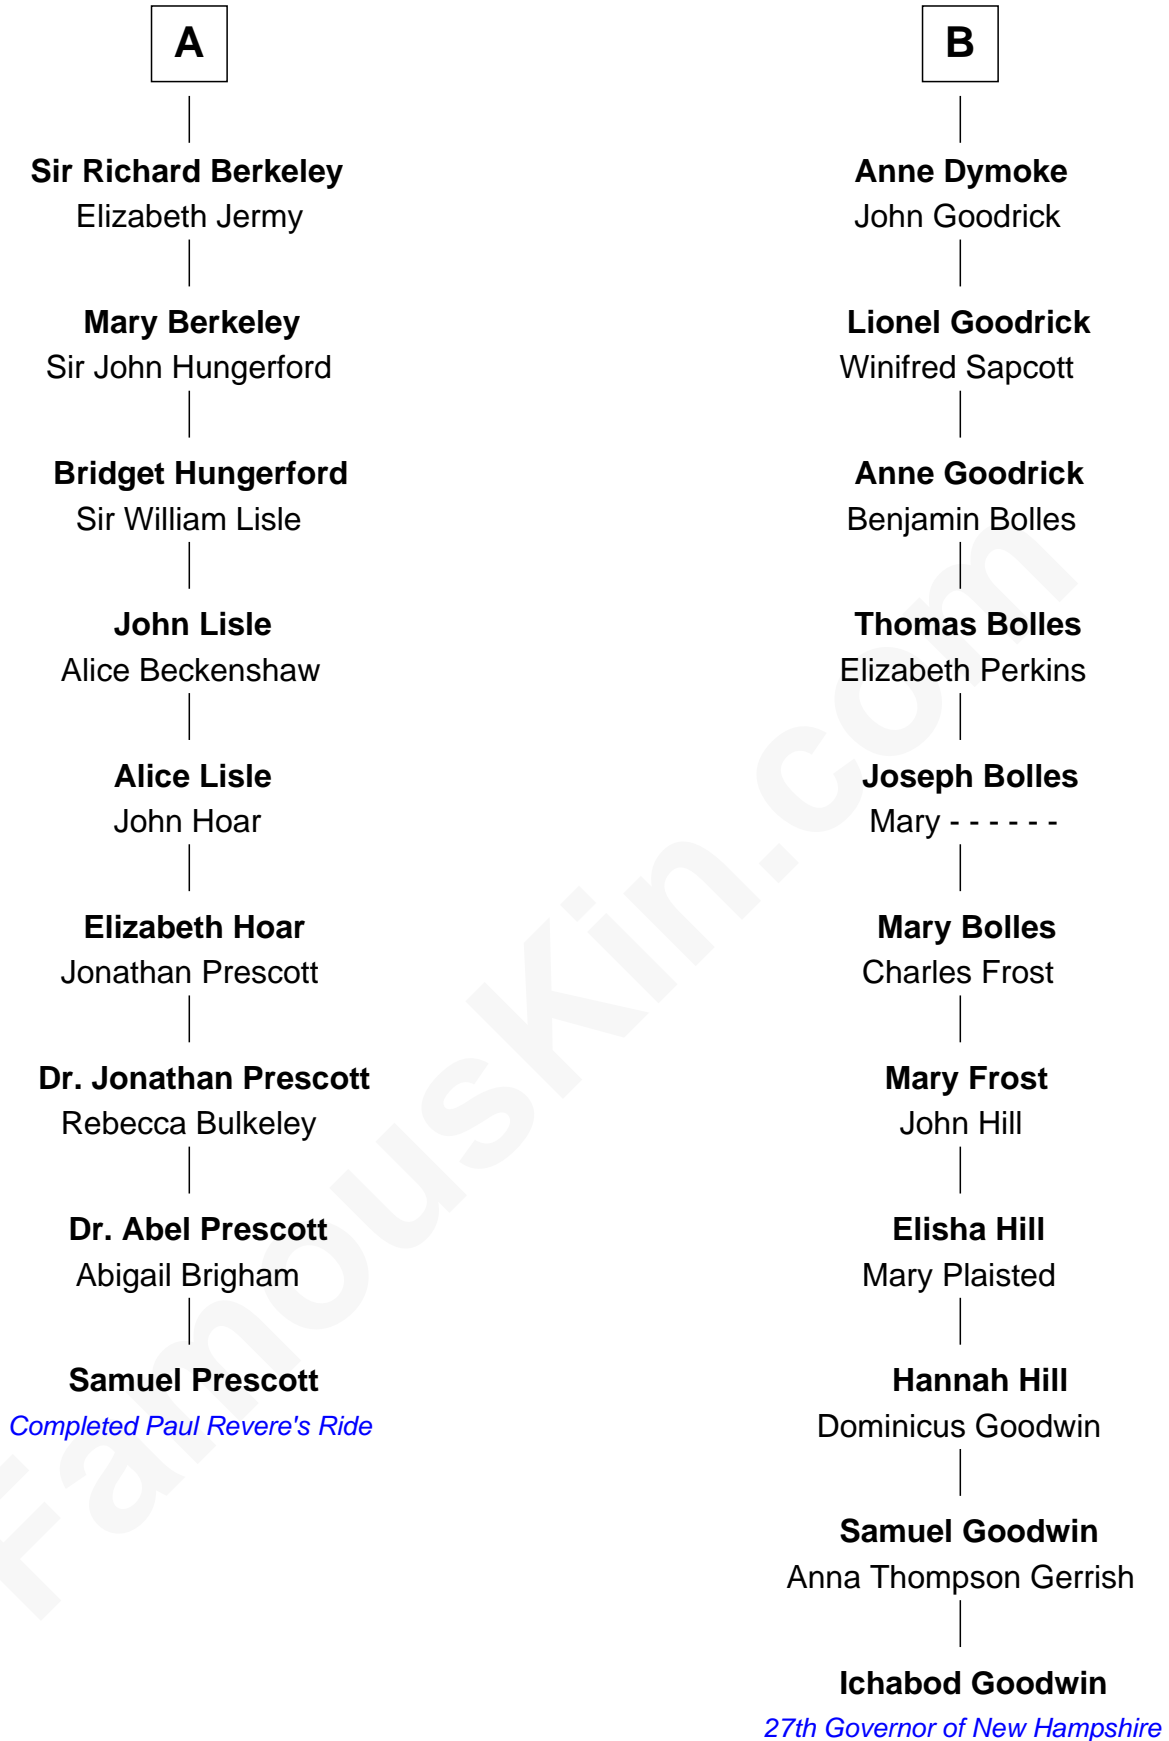 A
Sir Richard Berkeley
Elizabeth Jermy
Mary Berkeley
Sir John Hungerford
Bridget Hungerford
Sir William Lisle
John Lisle
Alice Beckenshaw
Alice Lisle
John Hoar
Elizabeth Hoar
Jonathan Prescott
Dr. Jonathan Prescott
Rebecca Bulkeley
Dr. Abel Prescott
Abigail Brigham
Samuel Prescott
Completed Paul Revere's Ride
B
Anne Dymoke
John Goodrick
Lionel Goodrick
Winifred Sapcott
Anne Goodrick
Benjamin Bolles
Thomas Bolles
Elizabeth Perkins
Joseph Bolles
Mary - - - - - -
Mary Bolles
Charles Frost
Mary Frost
John Hill
Elisha Hill
Mary Plaisted
Hannah Hill
Dominicus Goodwin
Samuel Goodwin
Anna Thompson Gerrish
Ichabod Goodwin
27th Governor of New Hampshire
FamousKin.com